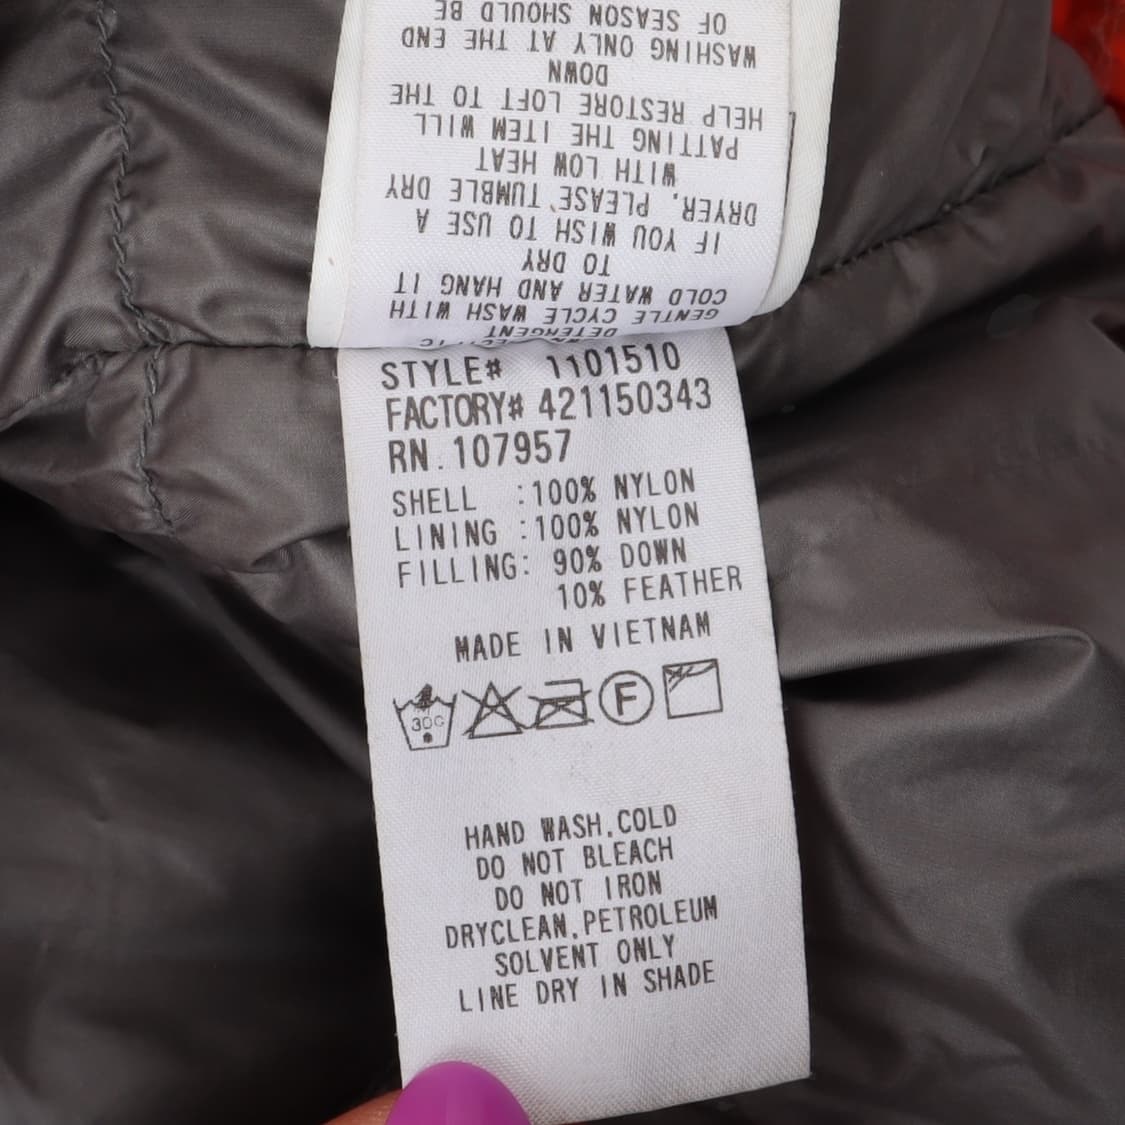 DETERGENT
GENTLE CYCLE WASH WITH
COLD WATER AND HANG IT
TO DRY
IF YOU WISH TO USE A
DRYER, PLEASE TUMBLE DRY
WITH LOW HEAT
PATTING THE ITEM WILL
HELP RESTORE LOFT TO THE
DOWN
WASHING ONLY AT THE END
OF SEASON SHOULD BE
STYLE# 1101510
FACTORY# 421150343
RN.107957
SHELL :100% NYLON
LINING :100% NYLON
FILLING: 90% DOWN
10% FEATHER
MADE IN VIETNAM
30C
F
HAND WASH,COLD
DO NOT BLEACH
DO NOT IRON
DRYCLEAN,PETROLEUM
SOLVENT ONLY
LINE DRY IN SHADE